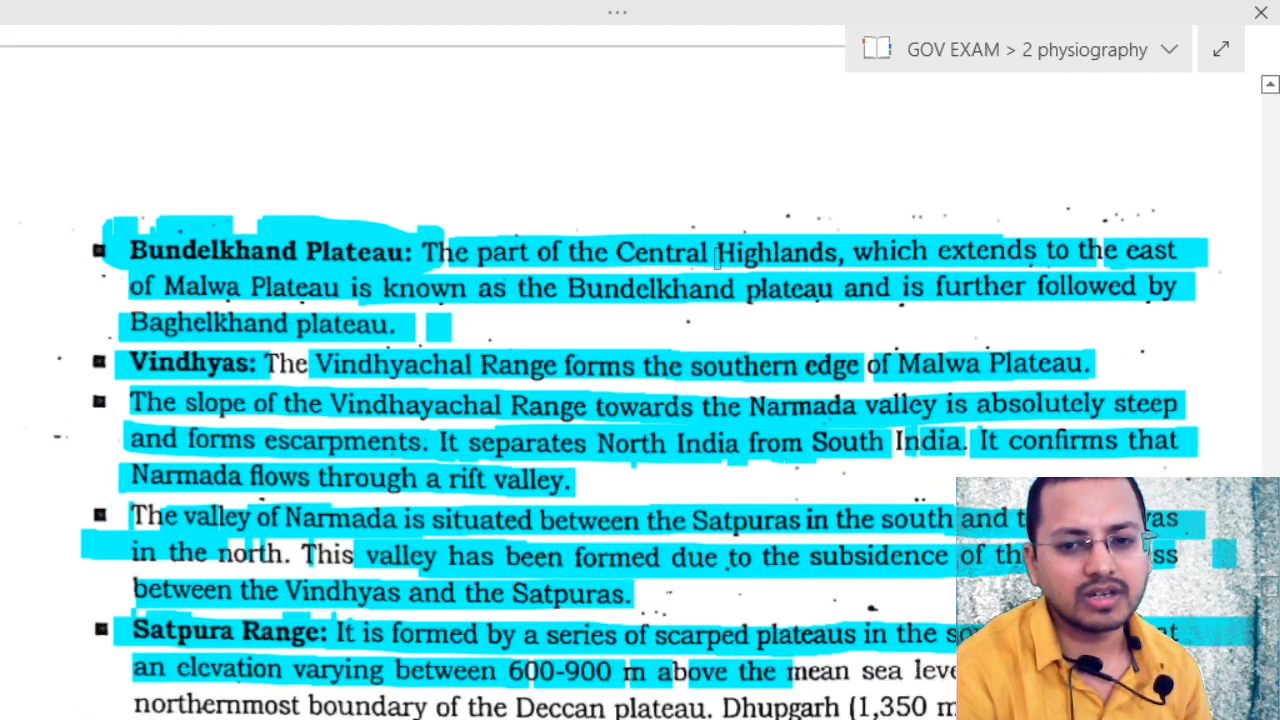 GOV EXAM > 2 physiography
Bundelkhand Plateau: The part of the Central Highlands, which extends to the east
of Malwa Plateau is known as the Bundelkhand plateau and is further followed by
Baghelkhand plateau.
Vindhyas: The Vindhyachal Range forms the southern edge of Malwa Plateau.
The slope of the Vindhayachal Range towards the Narmada valley is absolutely steep
and forms escarpments. It separates North India from South India. It confirms that
Narmada flows through a rift valley.
The valley of Narmada is situated between the Satpuras in the south and
in the north. This valley has been formed due to the subsidence of
between the Vindhyas and the Satpuras.
Satpura Range: It is formed by a series of scarped plateaus in the
an elevation varying between 600-900 m above the mean sea
northernmost boundary of the Deccan plateau. Dhupgarh (1,350 m